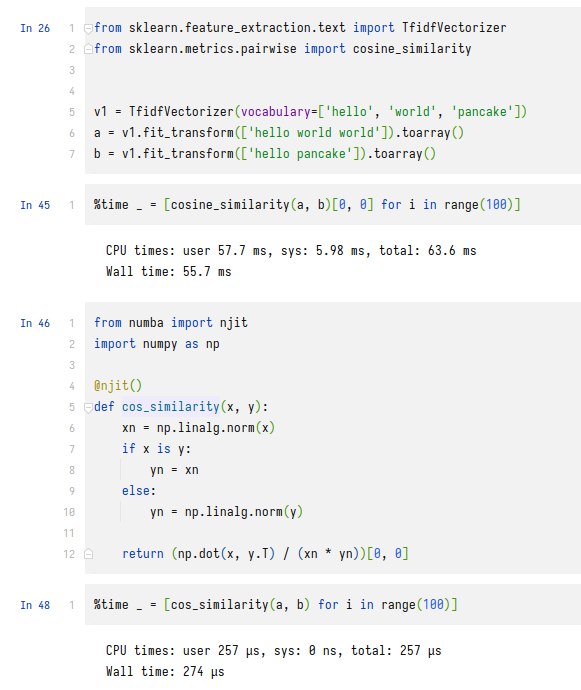 In 26 1 from sklearn.feature_extraction.text import TfidfVectorizer
2 from sklearn.metrics.pairwise import cosine_similarity
3
4
5 v1 = TfidfVectorizer(vocabulary=['hello', 'world', 'pancake'])
6 a = v1.fit_transform(['hello world world']).toarray()
7 b = v1.fit_transform(['hello pancake']).toarray()
In 45 1 %time _ = [cosine_similarity(a, b)[0, 0] for i in range(100)]
CPU times: user 57.7 ms, sys: 5.98 ms, total: 63.6 ms
Wall time: 55.7 ms
In 46 1 from numba import njit
2 import numpy as np
3
4 @njit()
5 def cos_similarity(x, y):
6     xn = np.linalg.norm(x)
7     if x is y:
8         yn = xn
9     else:
10         yn = np.linalg.norm(y)
11
12     return (np.dot(x, y.T) / (xn * yn))[0, 0]
In 48 1 %time _ = [cos_similarity(a, b) for i in range(100)]
CPU times: user 257 µs, sys: 0 ns, total: 257 µs
Wall time: 274 µs